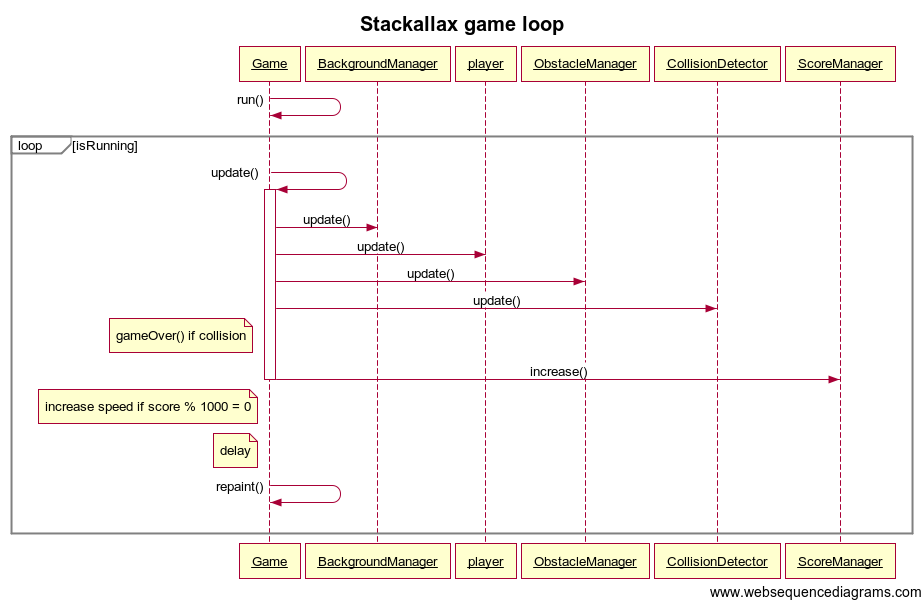 Stackallax game loop
Game BackgroundManager player ObstacleManager CollisionDetector ScoreManager
run()
loop [isRunning]
update()
update()
update()
update()
update()
gameOver() if collision
increase()
increase speed if score % 1000 = 0
delay
repaint()
Game BackgroundManager player ObstacleManager CollisionDetector ScoreManager
www.websequencediagrams.com